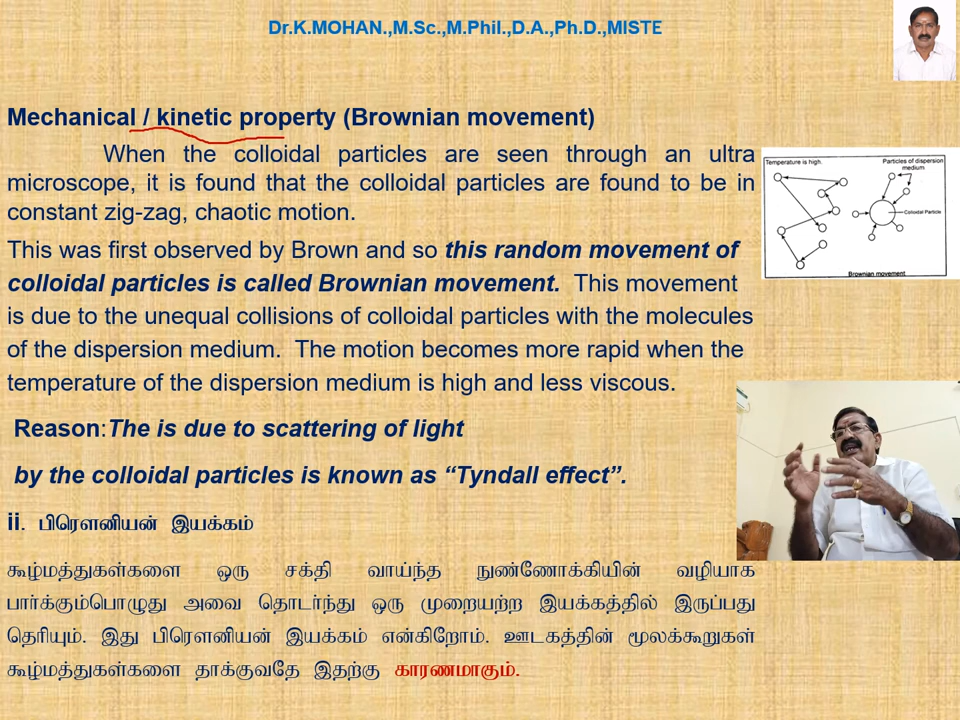 Dr.K.MOHAN.,M.Sc.,M.Phil.,D.A.,Ph.D.,MISTE
Mechanical / kinetic property (Brownian movement)
When the colloidal particles are seen through an ultra
microscope, it is found that the colloidal particles are found to be in
constant zig-zag, chaotic motion.
This was first observed by Brown and so this random movement of
colloidal particles is called Brownian movement. This movement
is due to the unequal collisions of colloidal particles with the molecules
of the dispersion medium. The motion becomes more rapid when the
temperature of the dispersion medium is high and less viscous.
Reason:The is due to scattering of light
by the colloidal particles is known as “Tyndall effect”.
ii. பிரௌனியன் இயக்கம்
கூழ்மத்துகள்களை ஒரு சக்தி வாய்ந்த நுண்ணோக்கியின் வழியாக
பார்க்கும்பொழுது அவை தொடர்ந்து ஒரு முறையற்ற இயக்கத்தில் இருப்பது
தெரியும். இது பிரௌனியன் இயக்கம் என்கிறோம். ஊடகத்தின் மூலக்கூறுகள்
கூழ்மத்துகள்களை தாக்குவதே இதற்கு காரணமாகும்.
Temperature is high.
Particles of dispersion
medium
Colloidal Particle
Brownian movement